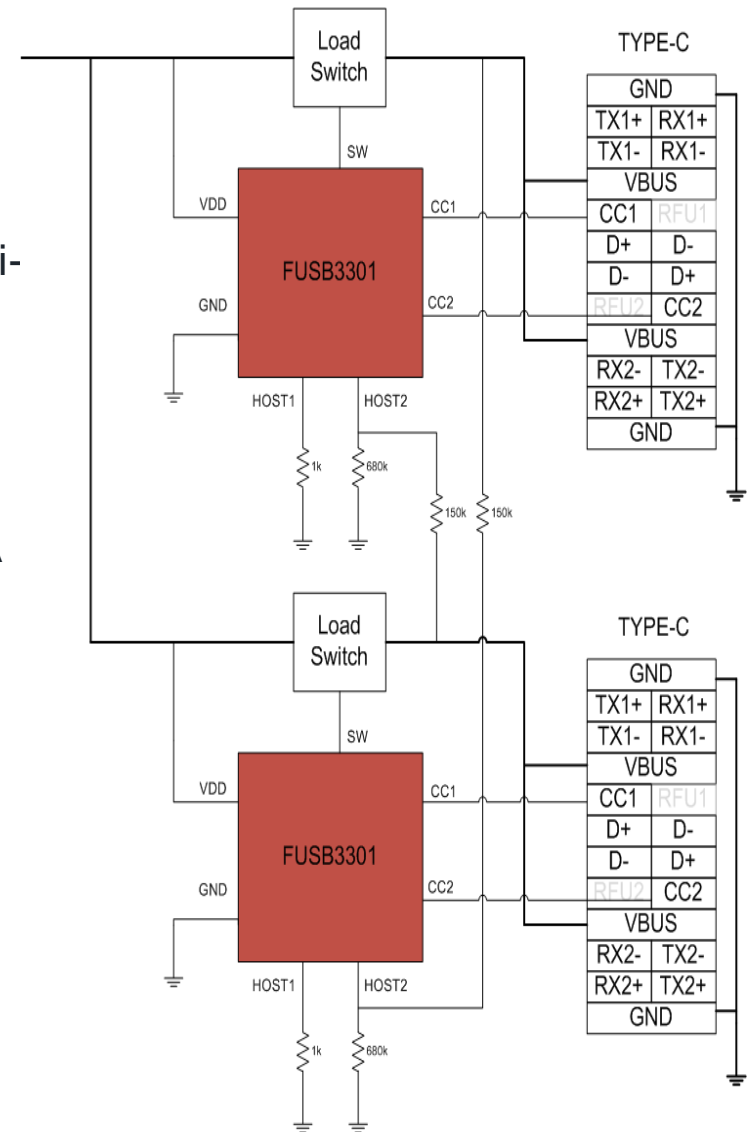 Load
Switch
TYPE-C
GND
TX1+ RX1+
TX1- RX1-
VBUS
CC1 RFU1
D+ D-
D- D+
RFU2 CC2
VBUS
RX2- TX2-
RX2+ TX2+
GND
SW
VDD
CC1
i-
FUSB3301
GND
CC2
HOST1
HOST2
1k
680k
150k
150k
Load
Switch
TYPE-C
GND
TX1+ RX1+
TX1- RX1-
VBUS
CC1 RFU1
D+ D-
D- D+
RFU2 CC2
VBUS
RX2- TX2-
RX2+ TX2+
GND
SW
VDD
CC1
FUSB3301
GND
CC2
HOST1
HOST2
1k
680k